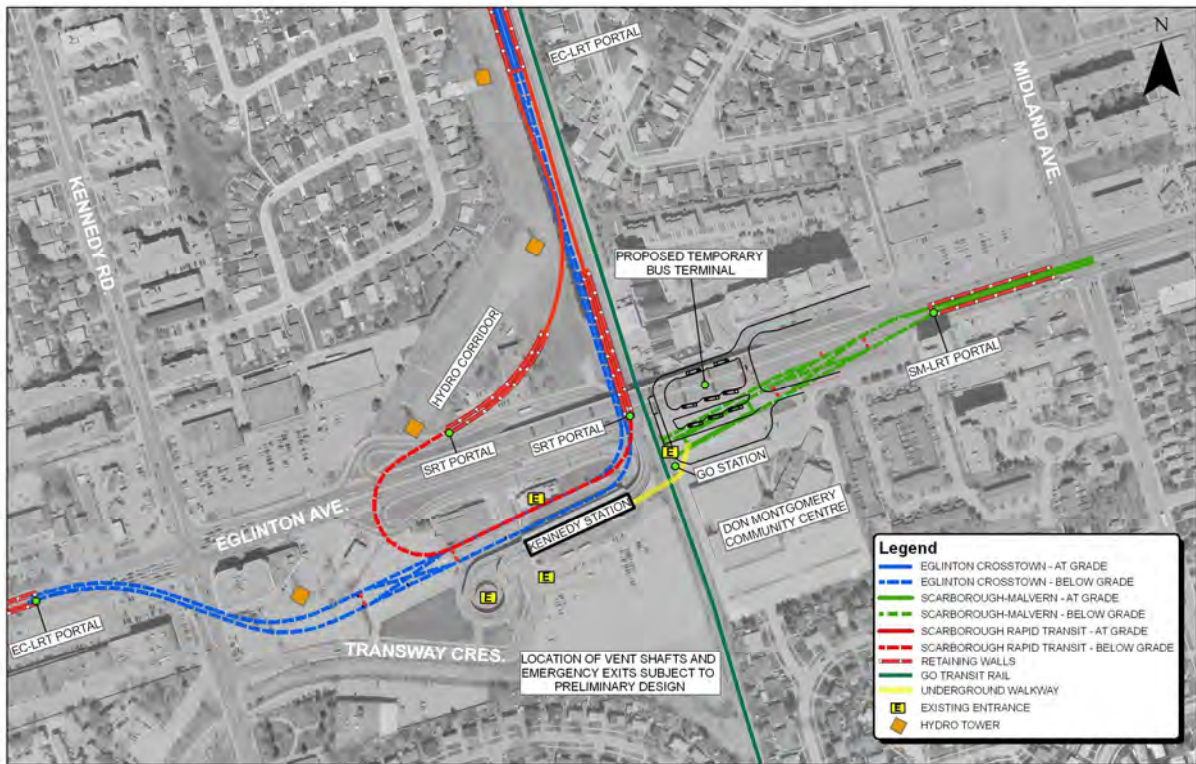 N
EC-LRT PORTAL
MIDLAND AVE.
KENNEDY RD
PROPOSED TEMPORARY
BUS TERMINAL
HYDRO CORRIDOR
SM-LRT PORTAL
SRT PORTAL
SRT PORTAL
E
GO STATION
E
EGLINTON AVE.
KENNEDY STATION
DON MONTGOMERY
COMMUNITY CENTRE
E
E
EC-LRT PORTAL
TRANSWAY CRES.
LOCATION OF VENT SHAFTS AND
EMERGENCY EXITS SUBJECT TO
PRELIMINARY DESIGN
Legend
EGLINTON CROSSTOWN - AT GRADE
EGLINTON CROSSTOWN - BELOW GRADE
SCARBOROUGH-MALVERN - AT GRADE
SCARBOROUGH-MALVERN - BELOW GRADE
SCARBOROUGH RAPID TRANSIT - AT GRADE
SCARBOROUGH RAPID TRANSIT - BELOW GRADE
RETAINING WALLS
GO TRANSIT RAIL
UNDERGROUND WALKWAY
E EXISTING ENTRANCE
HYDRO TOWER